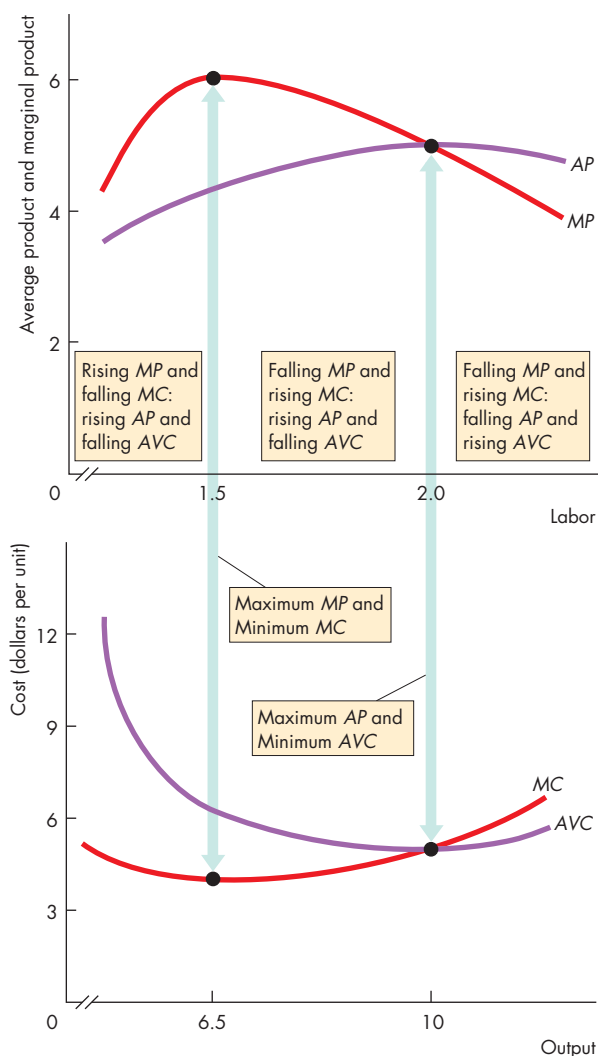 Average product and marginal product
6
4
2
0
AP
MP
Rising MP and
falling MC:
rising AP and
falling AVC
Falling MP and
rising MC:
rising AP and
falling AVC
Falling MP and
rising MC:
falling AP and
rising AVC
1.5
2.0
Labor
Cost (dollars per unit)
12
9
6
3
0
Maximum MP and
Minimum MC
Maximum AP and
Minimum AVC
MC
AVC
6.5
10
Output